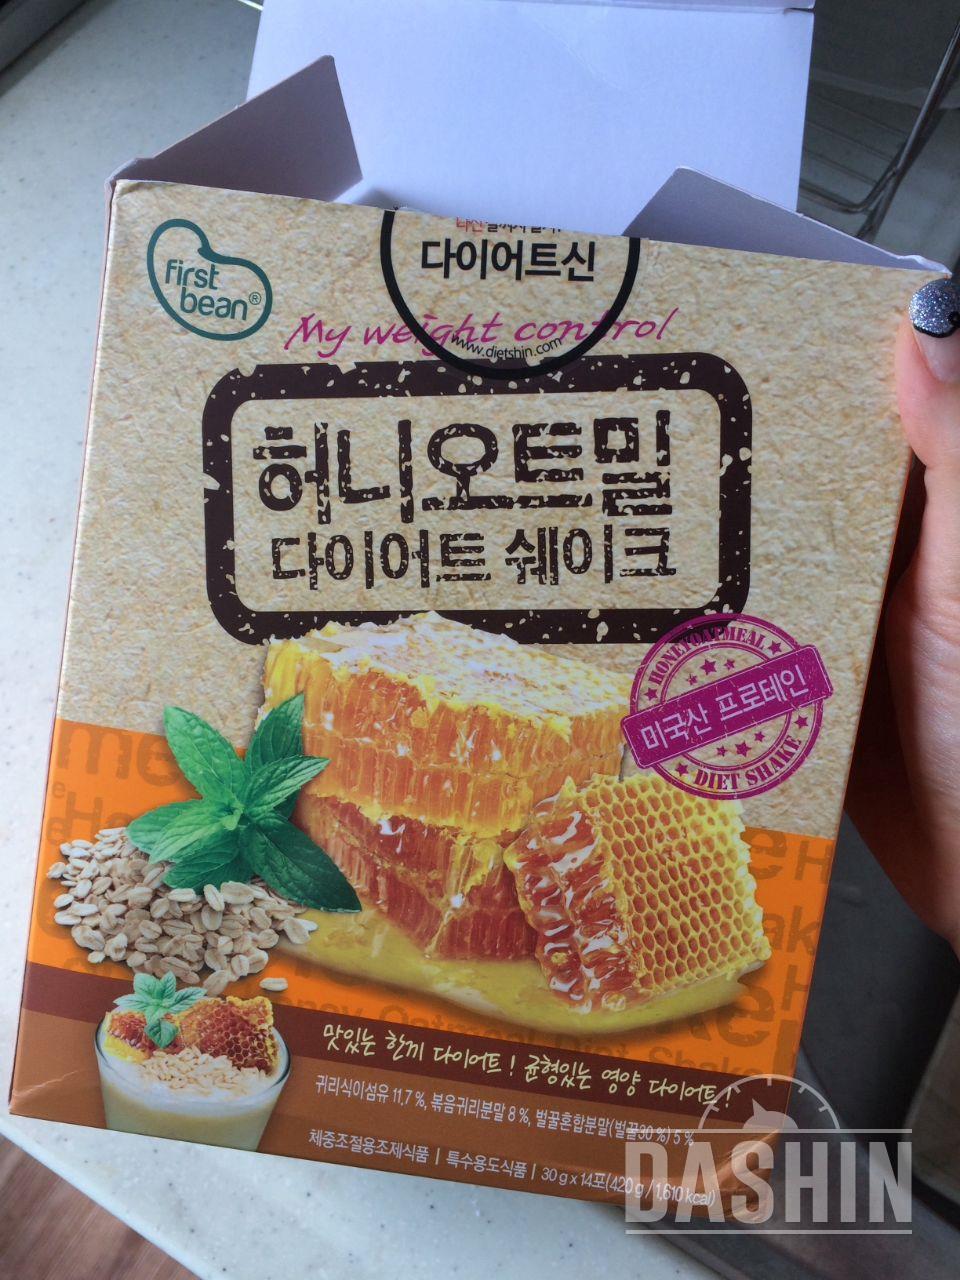 first
bean®
다이어트신
www.dietshin.com
My weight control
허니오트밀
다이어트 쉐이크
HONEYOATMEAL
미국산 프로테인
DIET SHAKE
맛있는 한끼 다이어트! 균형있는 영양 다이어트!
귀리식이섬유 11.7%, 볶음귀리분말 8%, 벌꿀혼합분말(벌꿀30%) 5%
체중조절용조제식품 | 특수용도식품 | 30g x 14포(420g / 1,610 kcal)
DASHIN